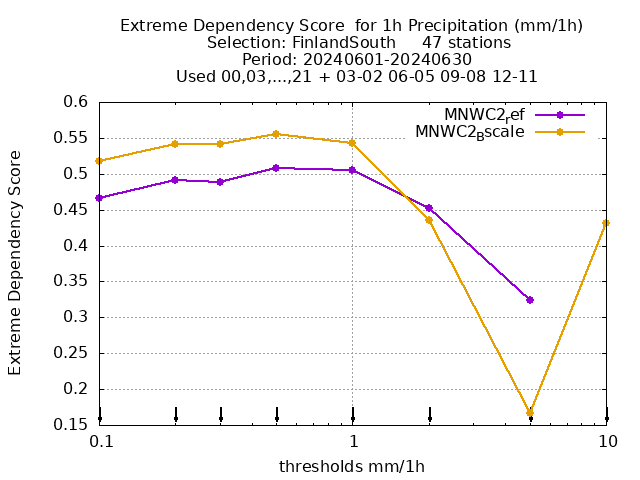 Extreme Dependency Score  for 1h Precipitation (mm/1h)
Selection: FinlandSouth     47 stations
Period: 20240601-20240630
Used 00,03,...,21 + 03-02 06-05 09-08 12-11
MNWC2ref
MNWC2Bscale
Extreme Dependency Score
0.6
0.55
0.5
0.45
0.4
0.35
0.3
0.25
0.2
0.15
0.1 1 10
thresholds mm/1h